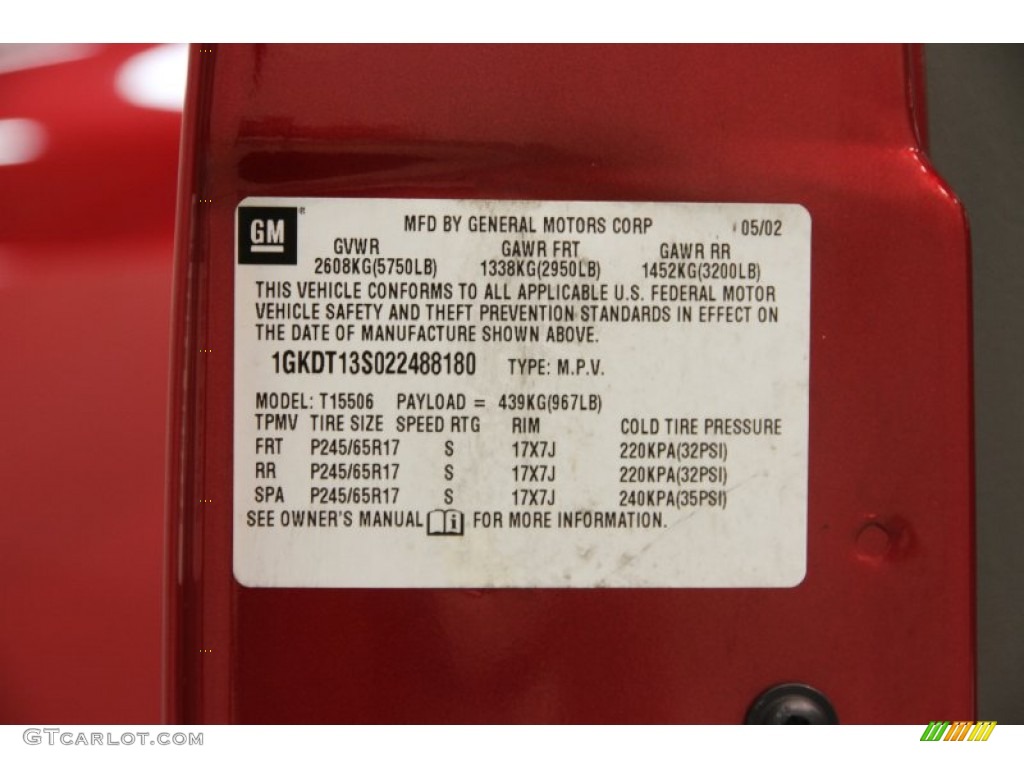 GM ® MFD BY GENERAL MOTORS CORP 05/02
GVWR GAWR FRT GAWR RR
2608KG(5750LB) 1338KG(2950LB) 1452KG(3200LB)
THIS VEHICLE CONFORMS TO ALL APPLICABLE U.S. FEDERAL MOTOR
VEHICLE SAFETY AND THEFT PREVENTION STANDARDS IN EFFECT ON
THE DATE OF MANUFACTURE SHOWN ABOVE.
1GKDT13S022488180 TYPE: M.P.V.
MODEL: T15506 PAYLOAD = 439KG(967LB)
TPMV TIRE SIZE SPEED RTG RIM COLD TIRE PRESSURE
FRT P245/65R17 S 17X7J 220KPA(32PSI)
RR P245/65R17 S 17X7J 220KPA(32PSI)
SPA P245/65R17 S 17X7J 240KPA(35PSI)
SEE OWNER'S MANUAL i FOR MORE INFORMATION.
GTCarLot.com